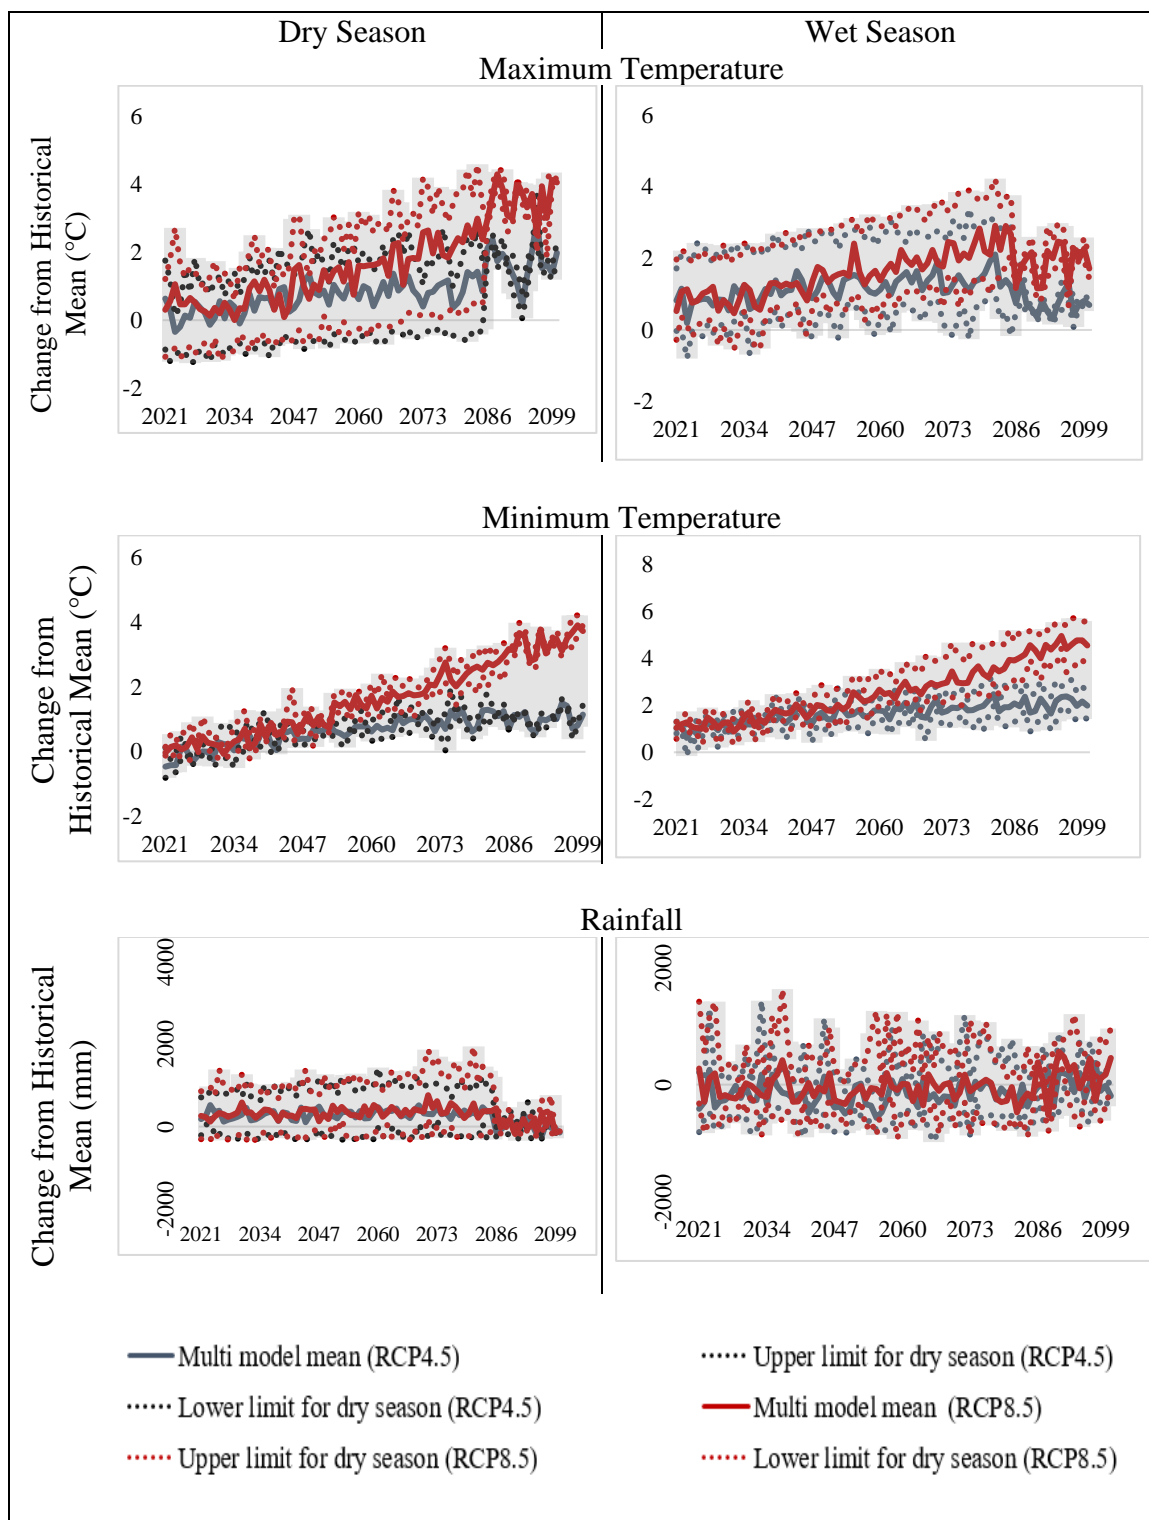 Dry Season
Wet Season
Maximum Temperature
Change from Historical
Mean (°C)
6
4
2
0
-2
2021 2034 2047 2060 2073 2086 2099
6
4
2
0
-2
2021 2034 2047 2060 2073 2086 2099
Minimum Temperature
Change from
Historical Mean (°C)
6
4
2
0
-2
2021 2034 2047 2060 2073 2086 2099
8
6
4
2
0
-2
2021 2034 2047 2060 2073 2086 2099
Rainfall
Change from Historical
Mean (mm)
4000
2000
0
-2000
2021 2034 2047 2060 2073 2086 2099
2000
0
-2000
2021 2034 2047 2060 2073 2086 2099
Multi model mean (RCP4.5)
Upper limit for dry season (RCP4.5)
Lower limit for dry season (RCP4.5)
Multi model mean (RCP8.5)
Upper limit for dry season (RCP8.5)
Lower limit for dry season (RCP8.5)